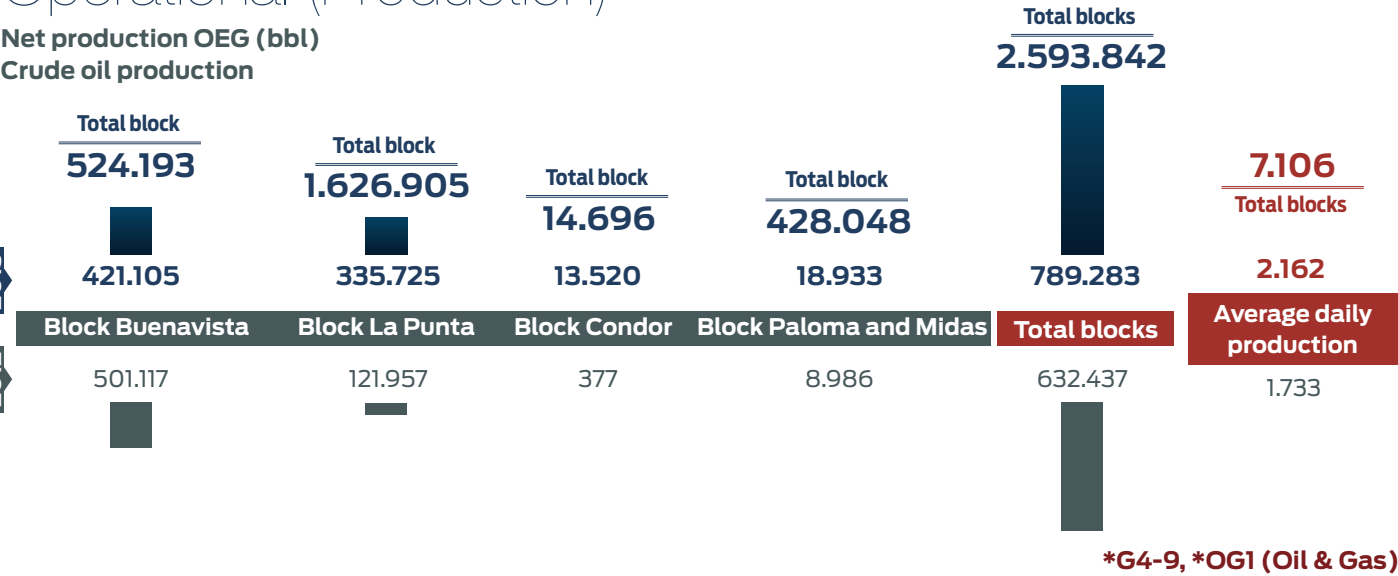 Operational (Production)
Net production OEG (bbl)
Crude oil production
Total block
524.193
Total block
1.626.905
Total block
14.696
Total block
428.048
Total blocks
2.593.842
7.106
Total blocks
421.105 335.725 13.520 18.933 789.283 2.162
Block Buenavista Block La Punta Block Condor Block Paloma and Midas Total blocks Average daily
production
501.117 121.957 377 8.986 632.437 1.733
*G4-9, *OG1 (Oil & Gas)